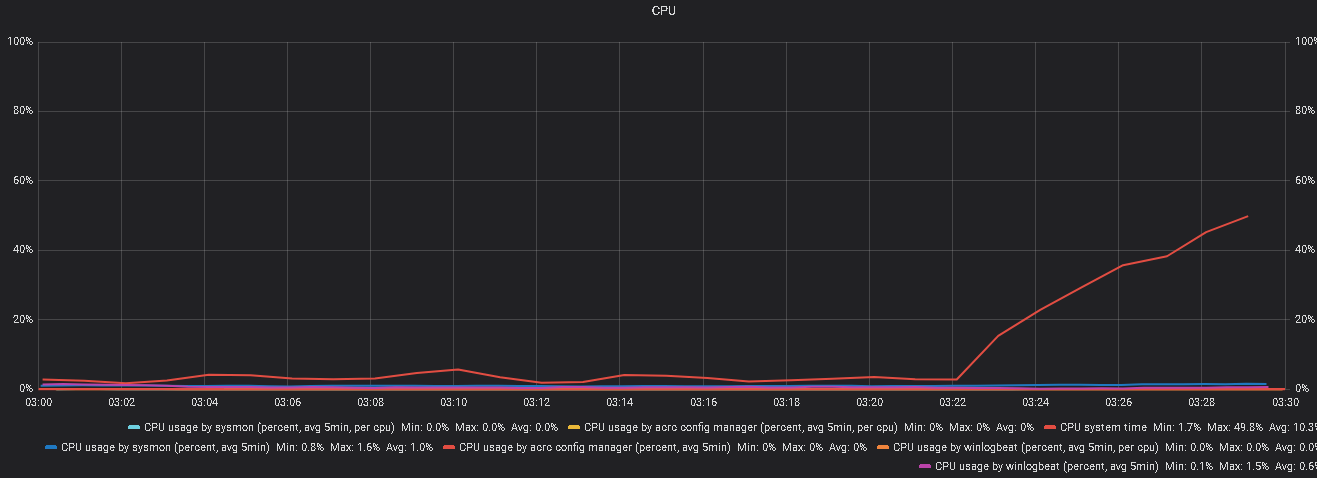 CPU
100% 100%
80% 80%
60% 60%
40% 40%
20% 20%
0% 0%
03:00 03:02 03:04 03:06 03:08 03:10 03:12 03:14 03:16 03:18 03:20 03:22 03:24 03:26 03:28 03:30
CPU usage by sysmon (percent, avg 5min, per cpu) Min: 0.0% Max: 0.0% Avg: 0.0% CPU usage by acrc config manager (percent, avg 5min, per cpu) Min: 0% Max: 0% Avg: 0% CPU system time Min: 1.7% Max: 49.8% Avg: 10.3%
CPU usage by sysmon (percent, avg 5min) Min: 0.8% Max: 1.6% Avg: 1.0% CPU usage by acrc config manager (percent, avg 5min) Min: 0% Max: 0% Avg: 0% CPU usage by winlogbeat (percent, avg 5min, per cpu) Min: 0.0% Max: 0.0% Avg: 0.0%
CPU usage by winlogbeat (percent, avg 5min) Min: 0.1% Max: 1.5% Avg: 0.6%